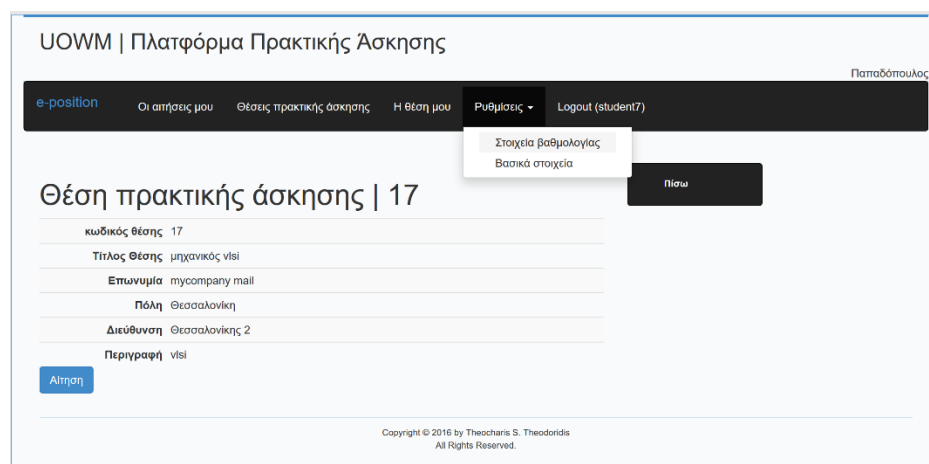 UOWM | Πλατφόρμα Πρακτικής Άσκησης
Παπαδόπουλος
e-position Οι αιτήσεις μου Θέσεις πρακτικής άσκησης Η θέση μου Ρυθμίσεις Logout (student7)
Στοιχεία βαθμολογίας
Βασικά στοιχεία
Πίσω
Θέση πρακτικής άσκησης | 17
κωδικός θέσης 17
Τίτλος Θέσης μηχανικός vlsi
Επωνυμία mycompany mail
Πόλη Θεσσαλονίκη
Διεύθυνση Θεσσαλονίκης 2
Περιγραφή vlsi
Αίτηση
Copyright © 2016 by Theocharis S. Theodoridis
All Rights Reserved.